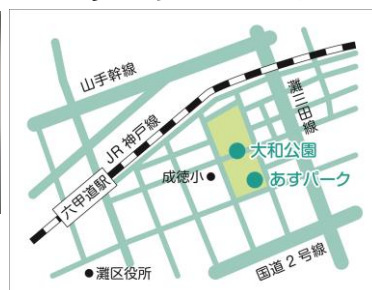 山手幹線
JR神戸線
灘三田線
六甲道駅
大和公園
成徳小
あすパーク
灘区役所
国道2号線